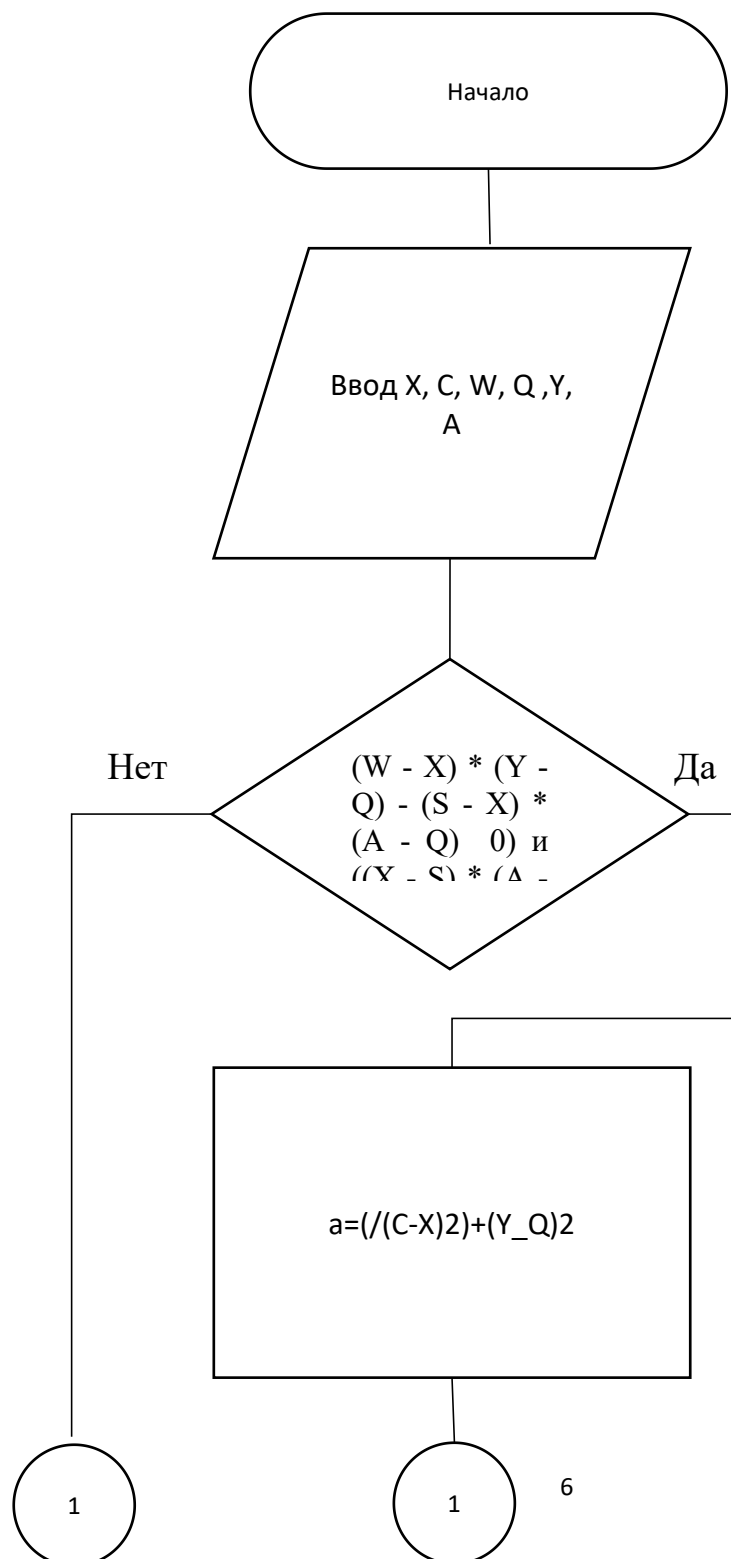 Начало
Ввод X, C, W, Q ,Y,
A
Нет
Да
(W - X) * (Y -
Q) - (S - X) *
(A - Q) 0) и
((X - S) * (A -
a=(/(C-X)2)+(Y_Q)2
1
1
6